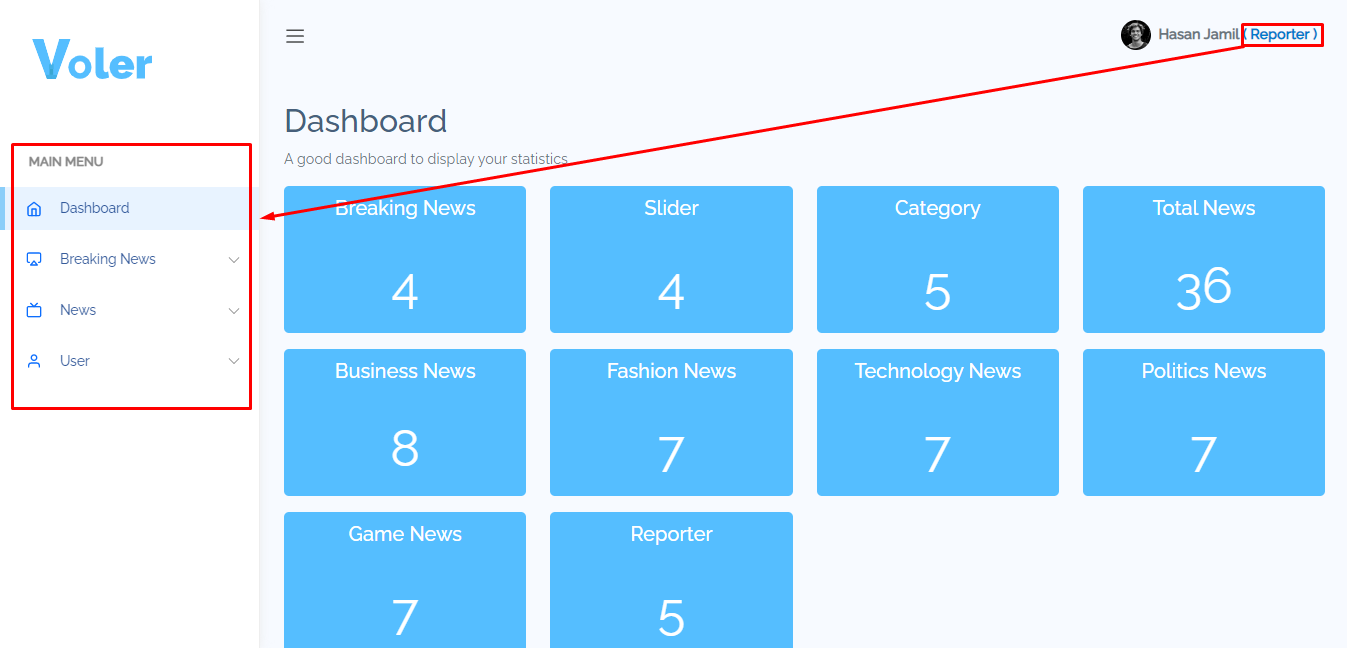 Voler
Hasan Jamil ( Reporter )
MAIN MENU
Dashboard
Breaking News
News
User
Dashboard
A good dashboard to display your statistics
Breaking News
4
Slider
4
Category
5
Total News
36
Business News
8
Fashion News
7
Technology News
7
Politics News
7
Game News
7
Reporter
5